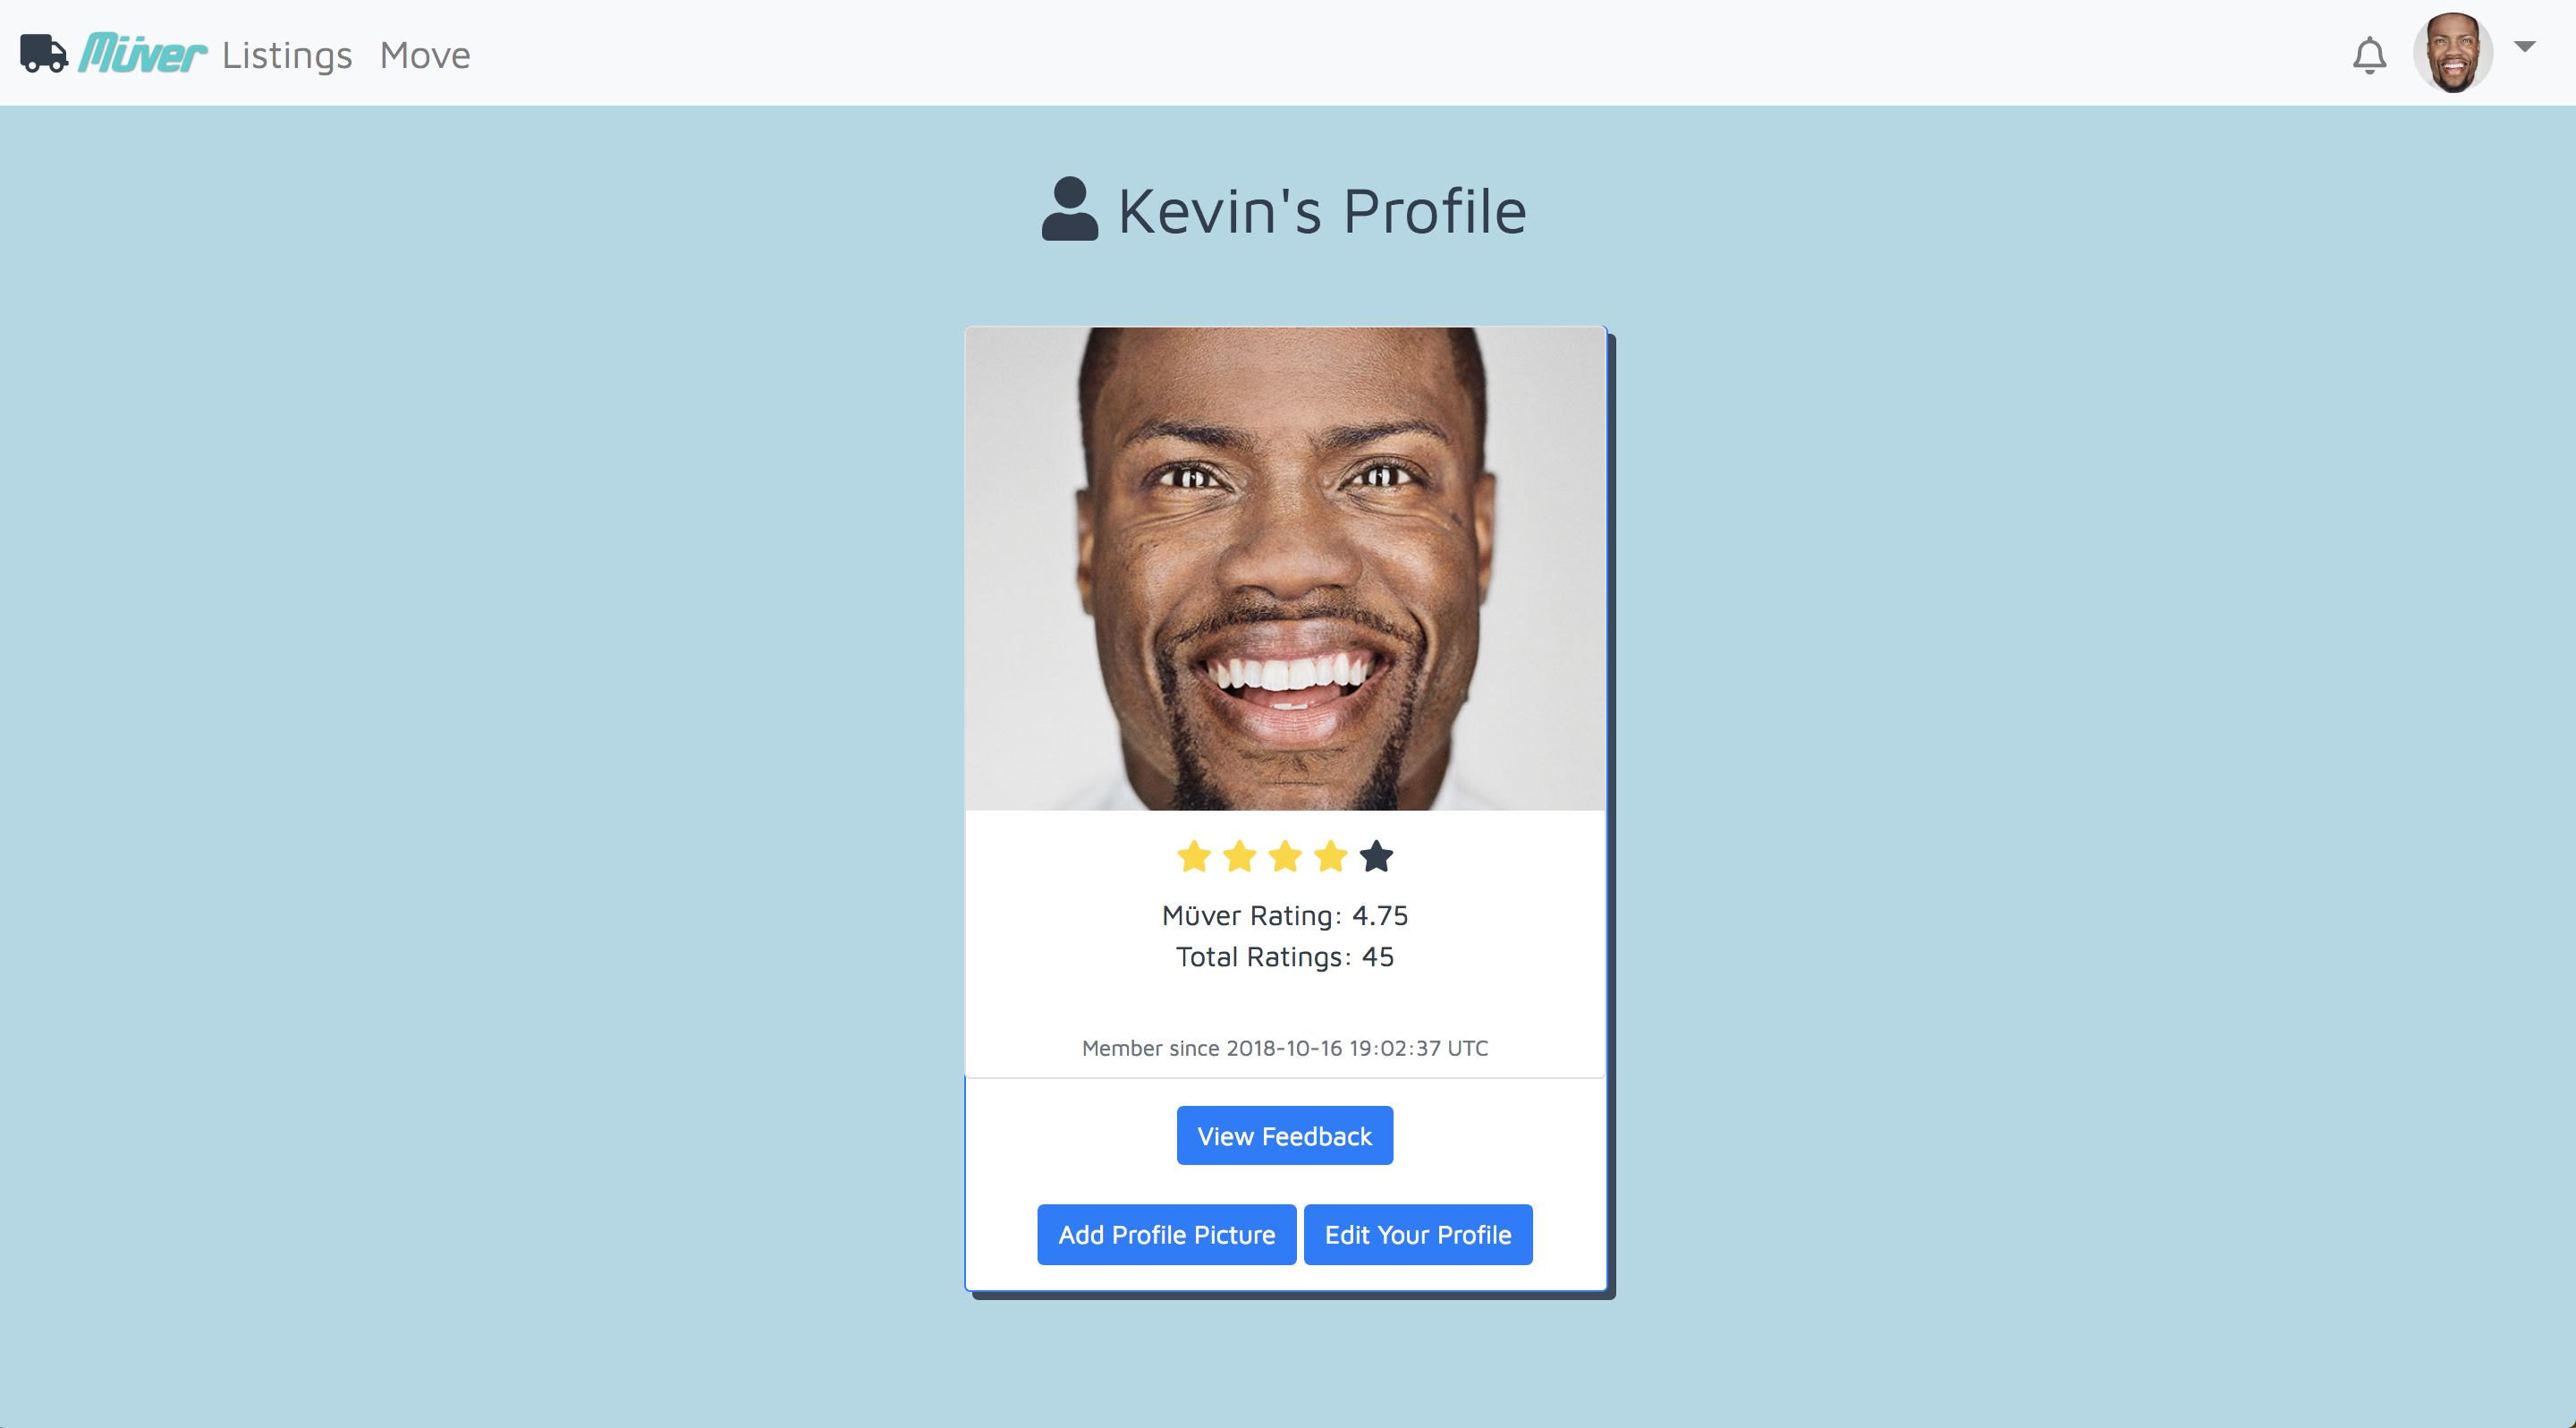 Müver Listings Move
Kevin's Profile
Müver Rating: 4.75
Total Ratings: 45
Member since 2018-10-16 19:02:37 UTC
View Feedback
Add Profile Picture Edit Your Profile